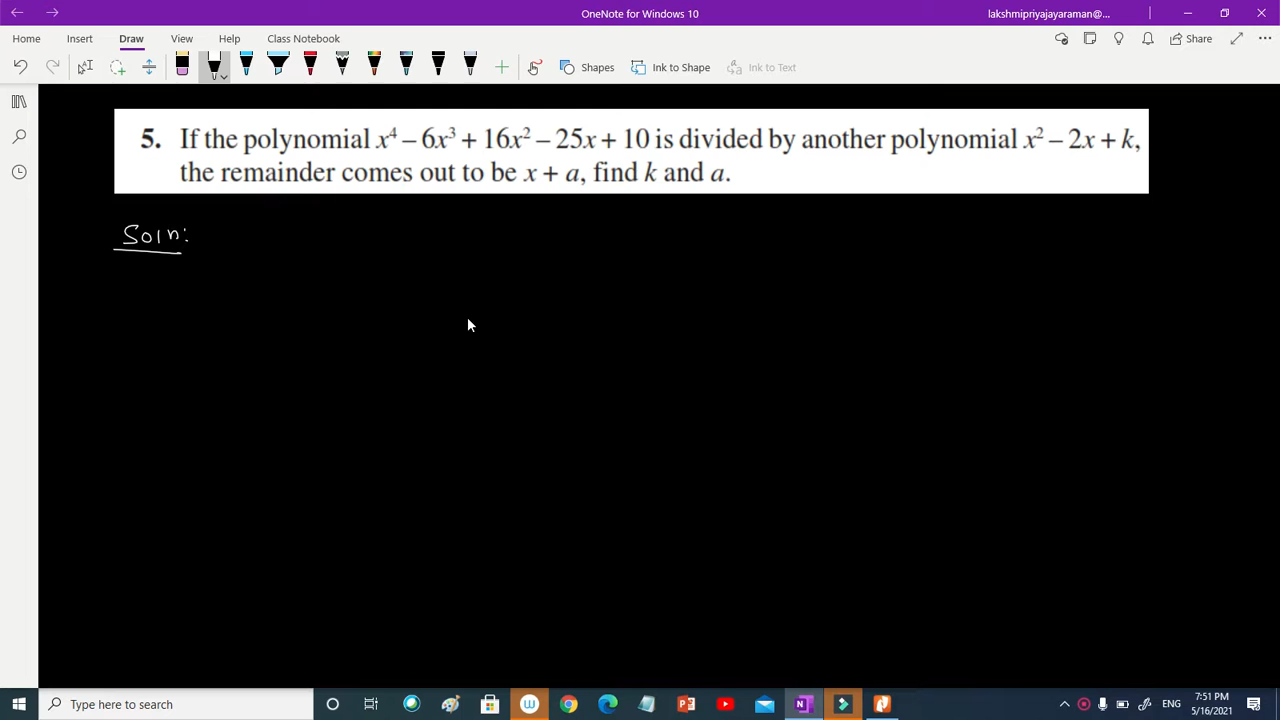 OneNote for Windows 10
lakshmipriyajayaraman@...
Home Insert Draw View Help Class Notebook
Share
Shapes Ink to Shape Ink to Text
5. If the polynomial x⁴ – 6x³ + 16x² – 25x + 10 is divided by another polynomial x² – 2x + k,
the remainder comes out to be x + a, find k and a.
Soln:
Type here to search
ENG
7:51 PM
5/16/2021